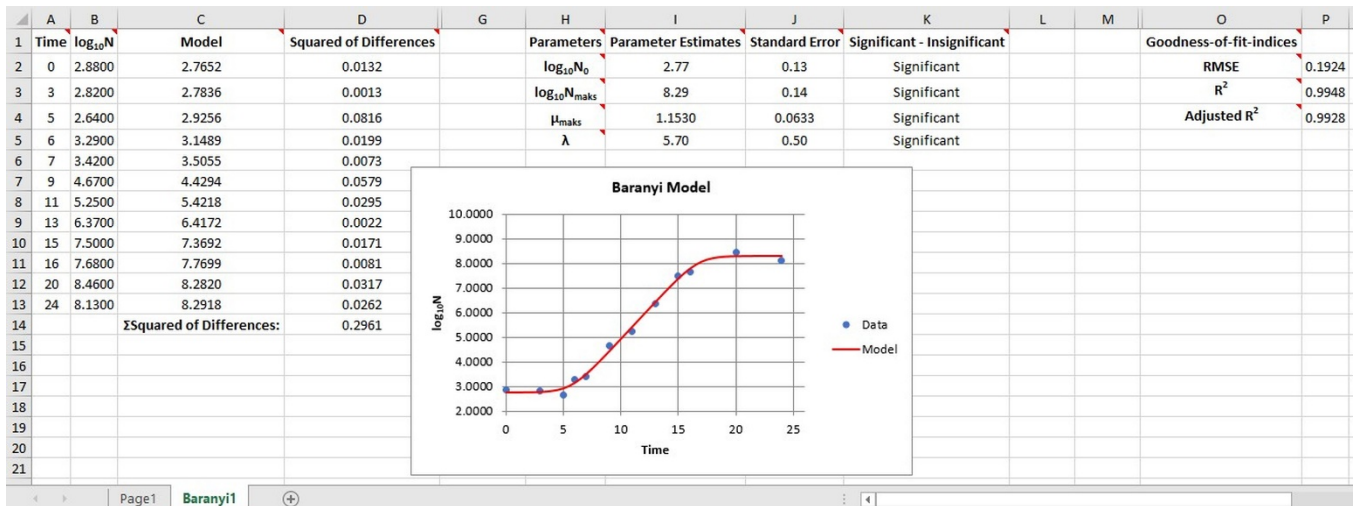 A B C D G H I J K L M O P
1 Time log₁₀N Model Squared of Differences Parameters Parameter Estimates Standard Error Significant - Insignificant Goodness-of-fit-indices
2 0 2.8800 2.7652 0.0132 log₁₀N₀ 2.77 0.13 Significant RMSE 0.1924
3 3 2.8200 2.7836 0.0013 log₁₀Nₘₐₖₛ 8.29 0.14 Significant R² 0.9948
4 5 2.6400 2.9256 0.0816 μₘₐₖₛ 1.1530 0.0633 Significant Adjusted R² 0.9928
5 6 3.2900 3.1489 0.0199 λ 5.70 0.50 Significant
6 7 3.4200 3.5055 0.0073
7 9 4.6700 4.4294 0.0579
8 11 5.2500 5.4218 0.0295
9 13 6.3700 6.4172 0.0022
10 15 7.5000 7.3692 0.0171
11 16 7.6800 7.7699 0.0081
12 20 8.4600 8.2820 0.0317
13 24 8.1300 8.2918 0.0262
14 ΣSquared of Differences: 0.2961
15
16
17
18
19
20
21
Baranyi Model
10.0000
9.0000
8.0000
7.0000
6.0000
5.0000
4.0000
3.0000
2.0000
log₁₀N
0 5 10 15 20 25
Time
Data
Model
Page1 Baranyi1